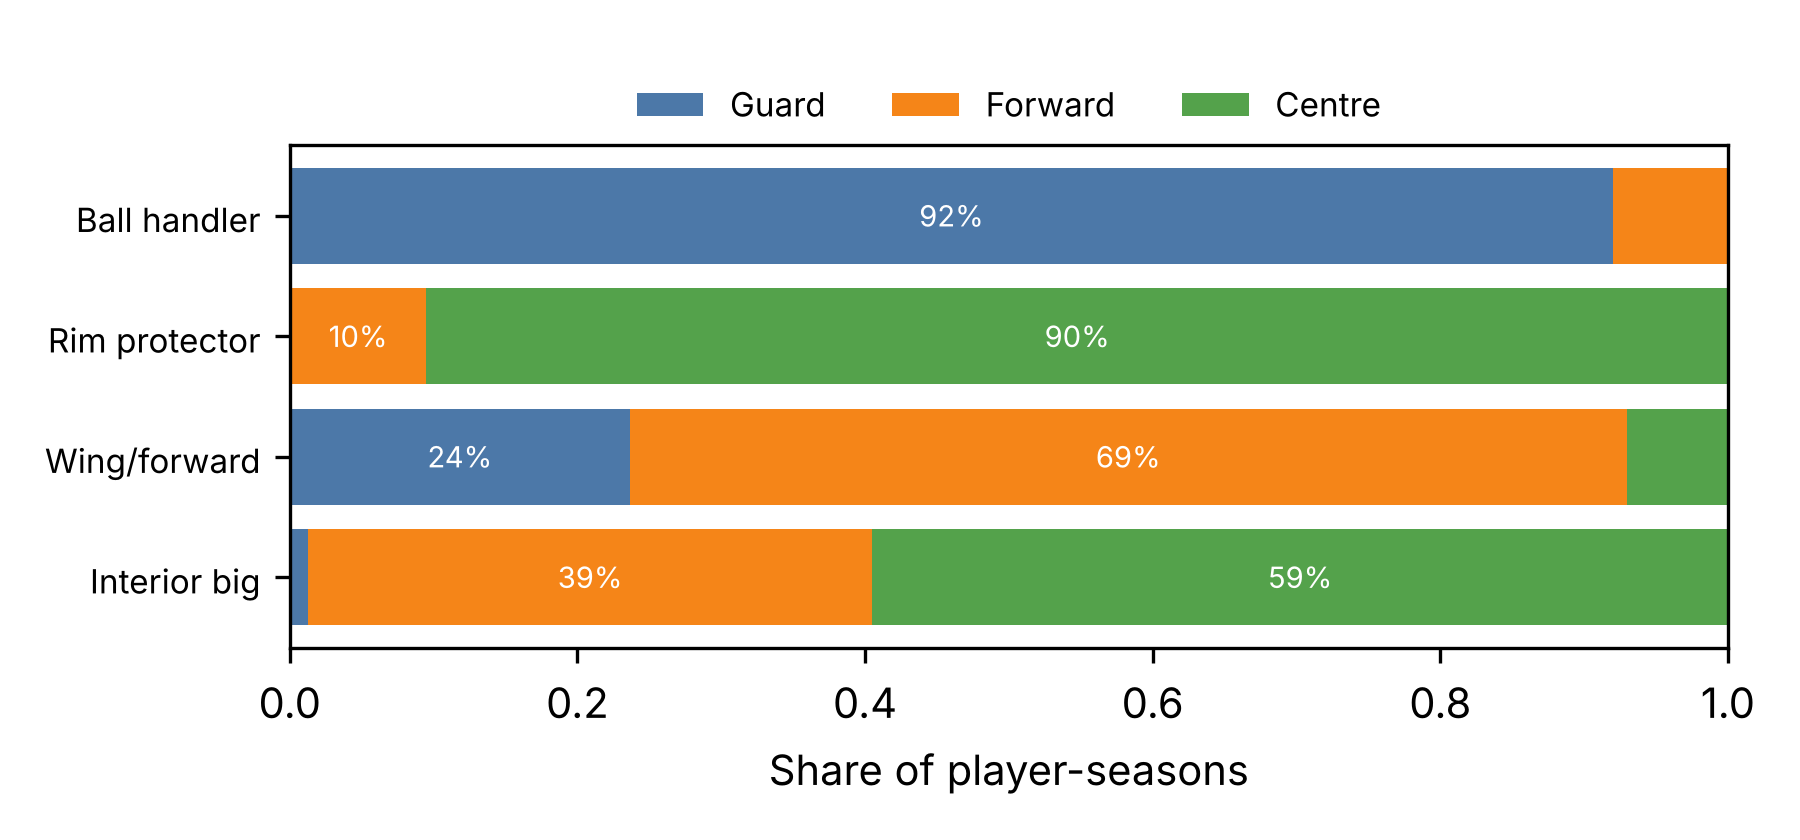 Guard Forward Centre
Ball handler 92%
Rim protector 10% 90%
Wing/forward 24% 69%
Interior big 39% 59%
0.0 0.2 0.4 0.6 0.8 1.0
Share of player-seasons